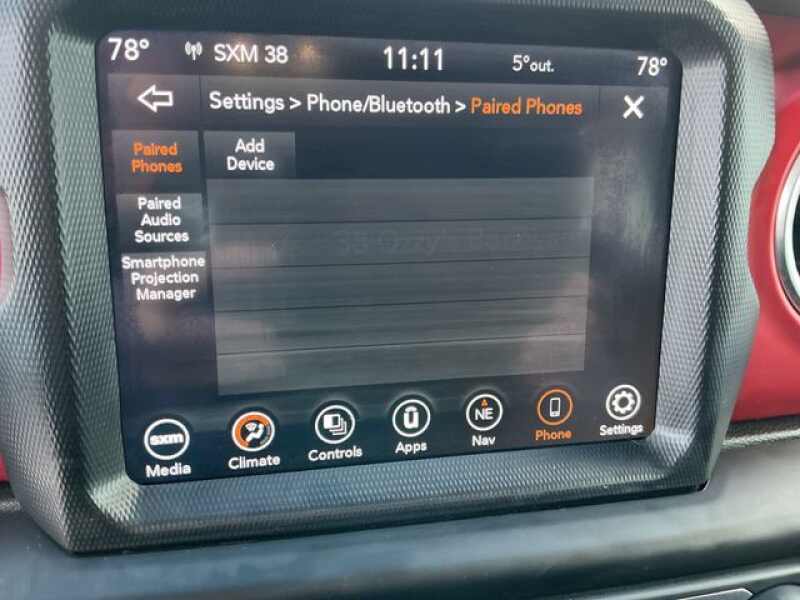 78° SXM 38 11:11 5°out. 78°
Settings > Phone/Bluetooth > Paired Phones X
Paired
Phones
Add
Device
Paired
Audio
Sources
Smartphone
Projection
Manager
sxm
Media
Climate
Controls
Apps
NE
Nav
Phone
Settings